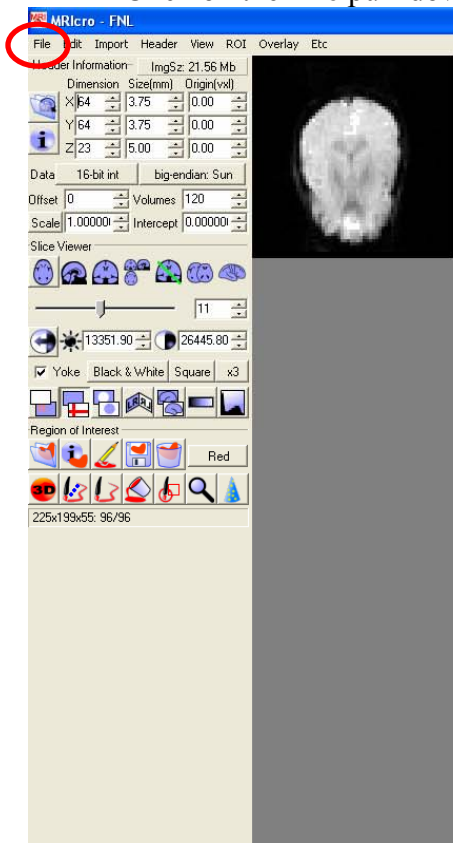 MRIcro - FNL
File Edit Import Header View ROI Overlay Etc
Header Information ImgSz: 21.56 Mb
Dimension Size(mm) Origin(vxl)
X 64 3.75 0.00
Y 64 3.75 0.00
Z 23 5.00 0.00
Data 16-bit int big-endian: Sun
Offset 0 Volumes 120
Scale 1.00000 Intercept 0.00000
Slice Viewer
11
13351.90 26445.80
Yoke Black & White Square x3
Region of Interest
Red
3D
225x199x55: 96/96